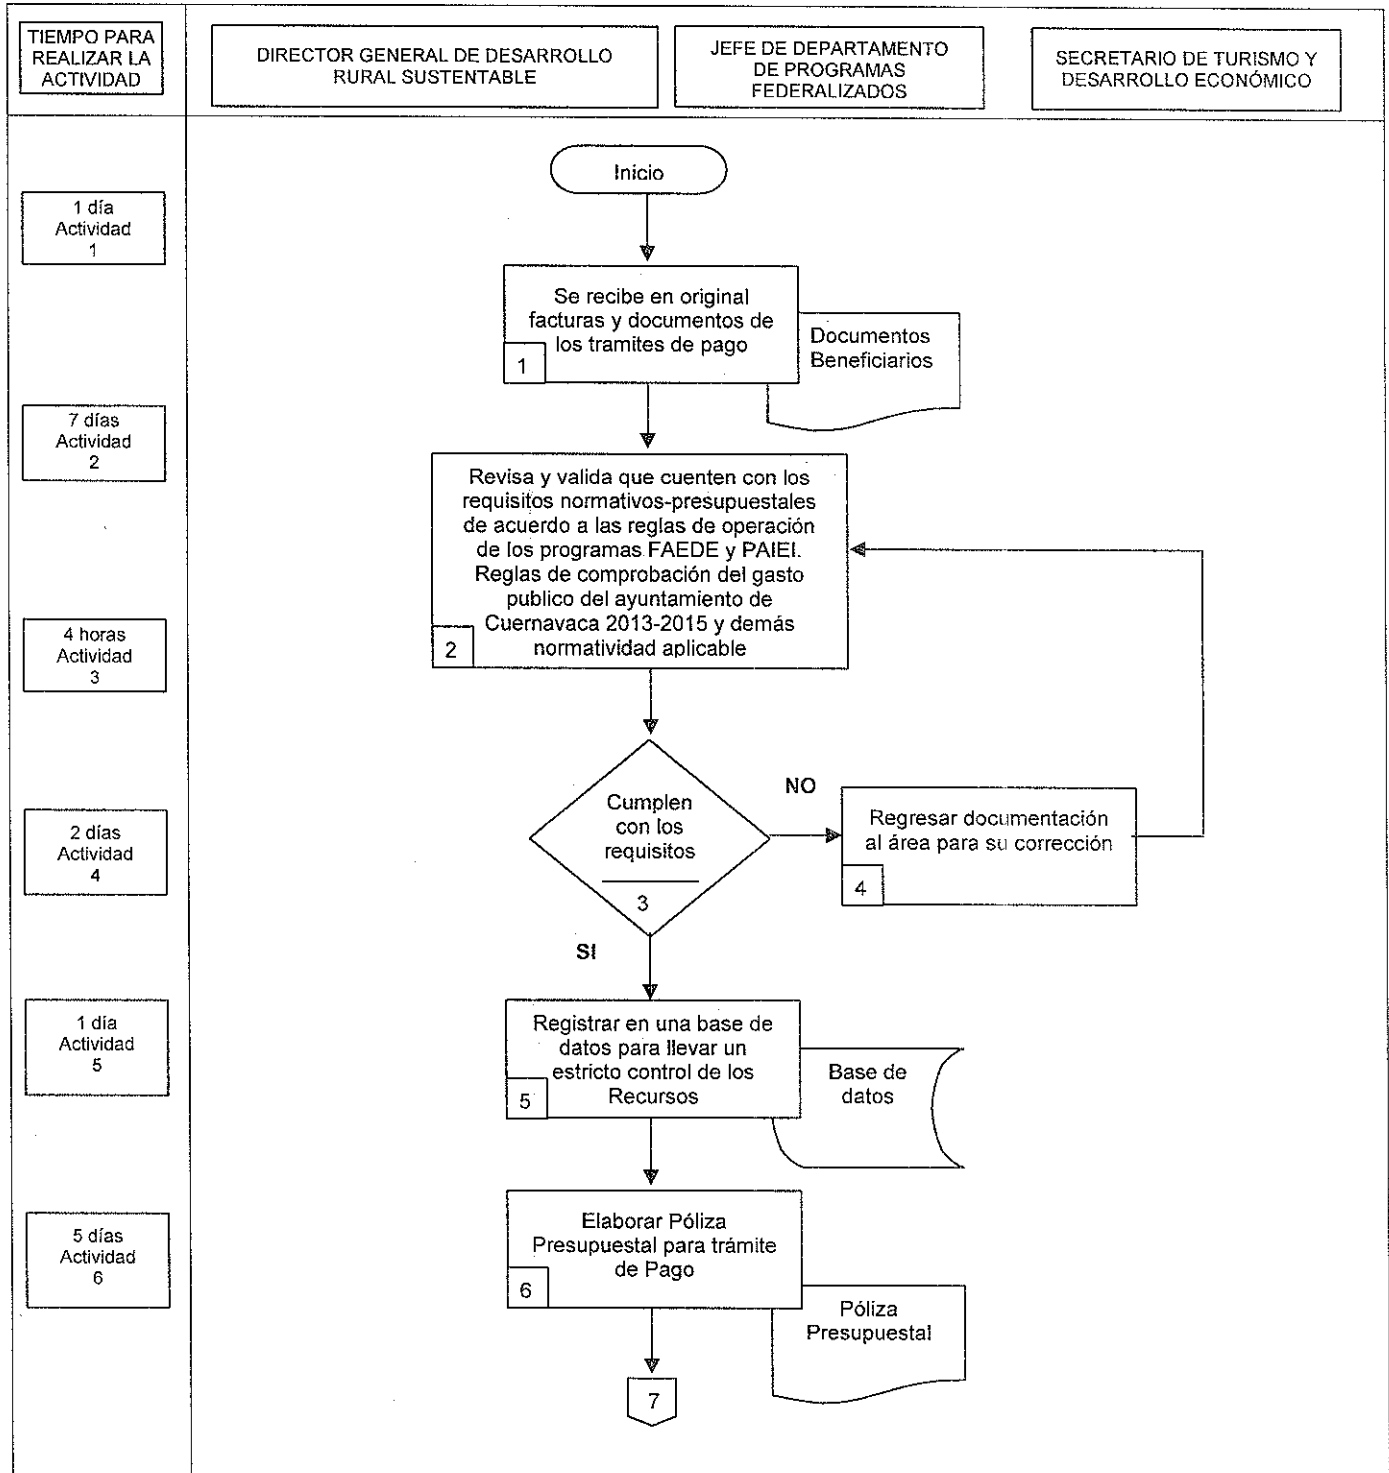 TIEMPO PARA
REALIZAR LA
ACTIVIDAD
DIRECTOR GENERAL DE DESARROLLO
RURAL SUSTENTABLE
JEFE DE DEPARTAMENTO
DE PROGRAMAS
FEDERALIZADOS
SECRETARIO DE TURISMO Y
DESARROLLO ECONÓMICO
Inicio
1 día
Actividad
1
Se recibe en original
facturas y documentos de
los tramites de pago
1
Documentos
Beneficiarios
7 días
Actividad
2
Revisa y valida que cuenten con los
requisitos normativos-presupuestales
de acuerdo a las reglas de operación
de los programas FAEDE y PAIEI.
Reglas de comprobación del gasto
publico del ayuntamiento de
Cuernavaca 2013-2015 y demás
normatividad aplicable
2
4 horas
Actividad
3
Cumplen
con los
requisitos
3
NO
2 días
Actividad
4
Regresar documentación
al área para su corrección
4
SI
1 día
Actividad
5
Registrar en una base de
datos para llevar un
estricto control de los
Recursos
5
Base de
datos
5 días
Actividad
6
Elaborar Póliza
Presupuestal para trámite
de Pago
6
Póliza
Presupuestal
7